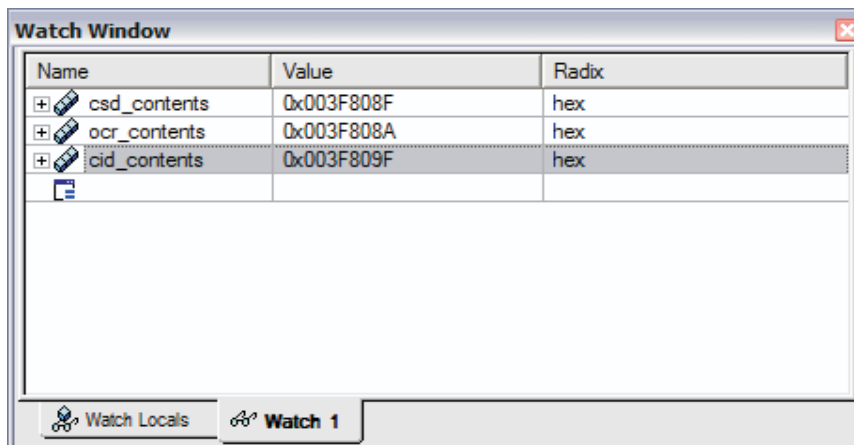 Watch Window
Name Value Radix
csd_contents 0x003F808F hex
ocr_contents 0x003F808A hex
cid_contents 0x003F809F hex
Watch Locals Watch 1